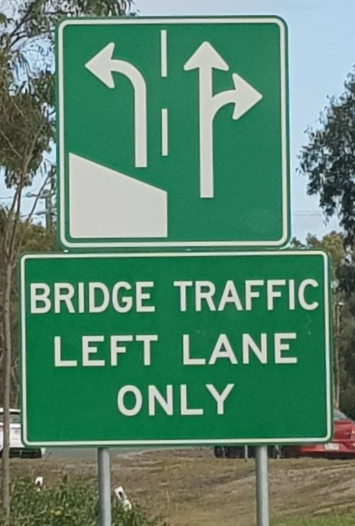 BRIDGE TRAFFIC
LEFT LANE
ONLY